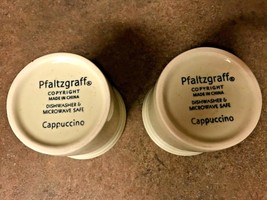 Pfaltzgraff®
COPYRIGHT
MADE IN CHINA
DISHWASHER &
MICROWAVE SAFE
Cappuccino
Pfaltzgraff®
COPYRIGHT
MADE IN CHINA
DISHWASHER &
MICROWAVE SAFE
Cappuccino